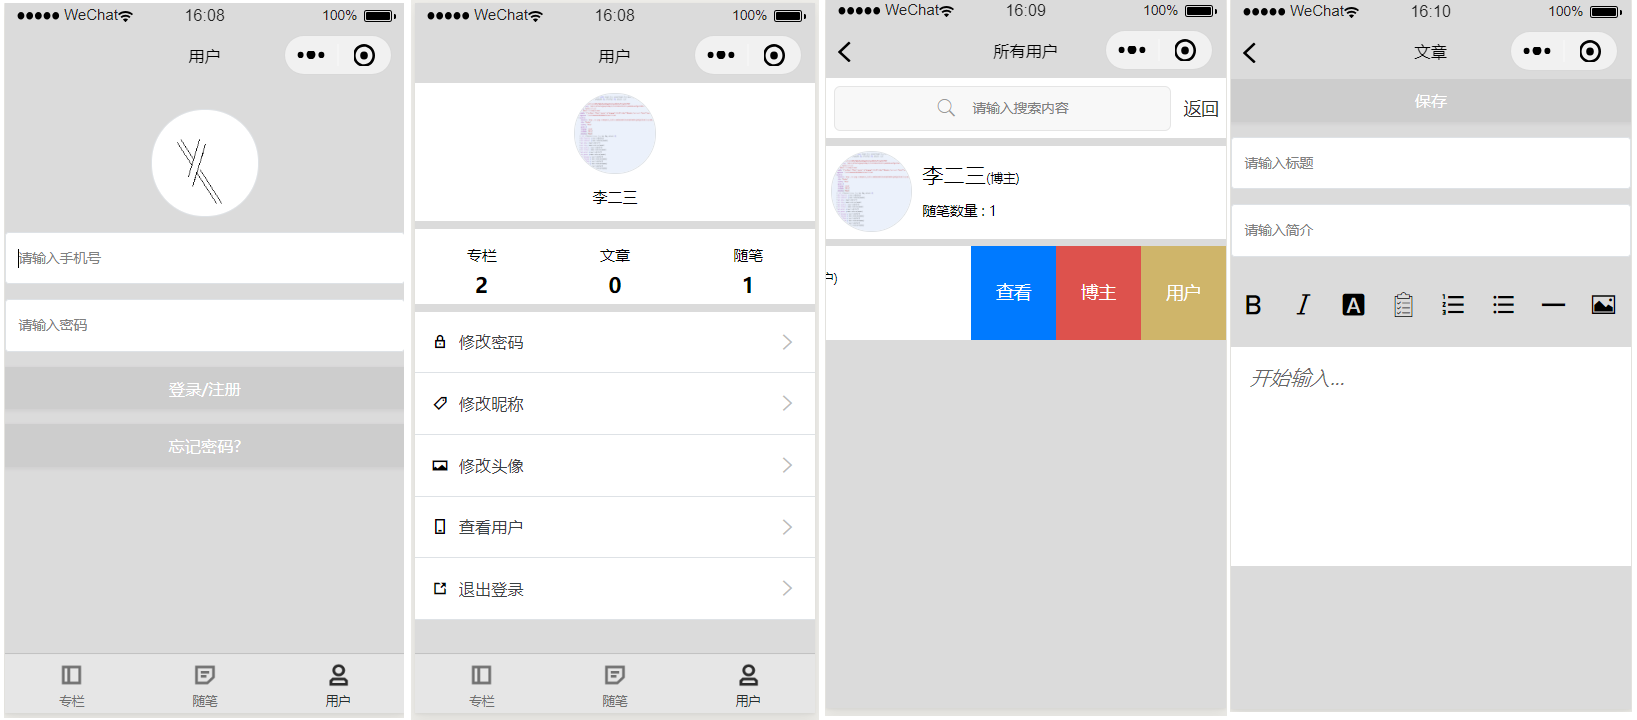 WeChat 16:08 100%
用户
请输入手机号
请输入密码
登录/注册
忘记密码?
专栏 随笔 用户
WeChat 16:08 100%
用户
李二三
专栏 文章 随笔
2 0 1
修改密码
修改昵称
修改头像
查看用户
退出登录
专栏 随笔 用户
WeChat 16:09 100%
所有用户
请输入搜索内容 返回
李二三(博主)
随笔数量：1
户)
查看 博主 用户
WeChat 16:10 100%
文章
保存
请输入标题
请输入简介
B I A
开始输入...